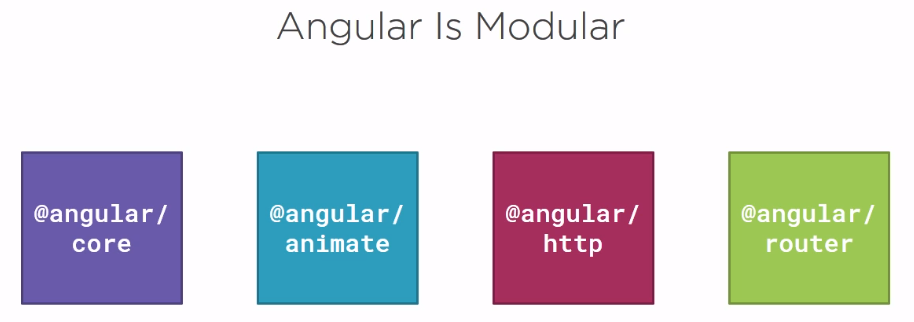 Angular Is Modular
@angular/
core
@angular/
animate
@angular/
http
@angular/
router